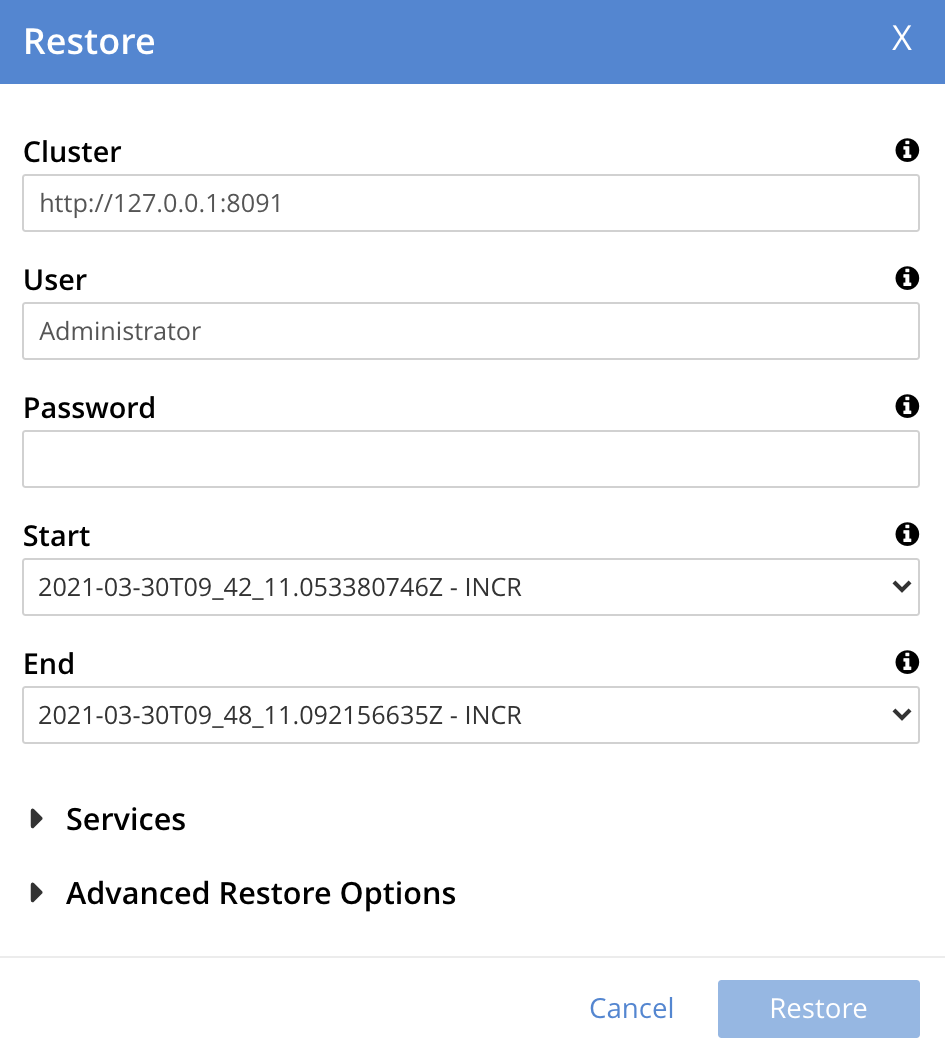 Restore X
Cluster
http://127.0.0.1:8091
User
Administrator
Password
Start
2021-03-30T09_42_11.053380746Z - INCR
End
2021-03-30T09_48_11.092156635Z - INCR
Services
Advanced Restore Options
Cancel Restore